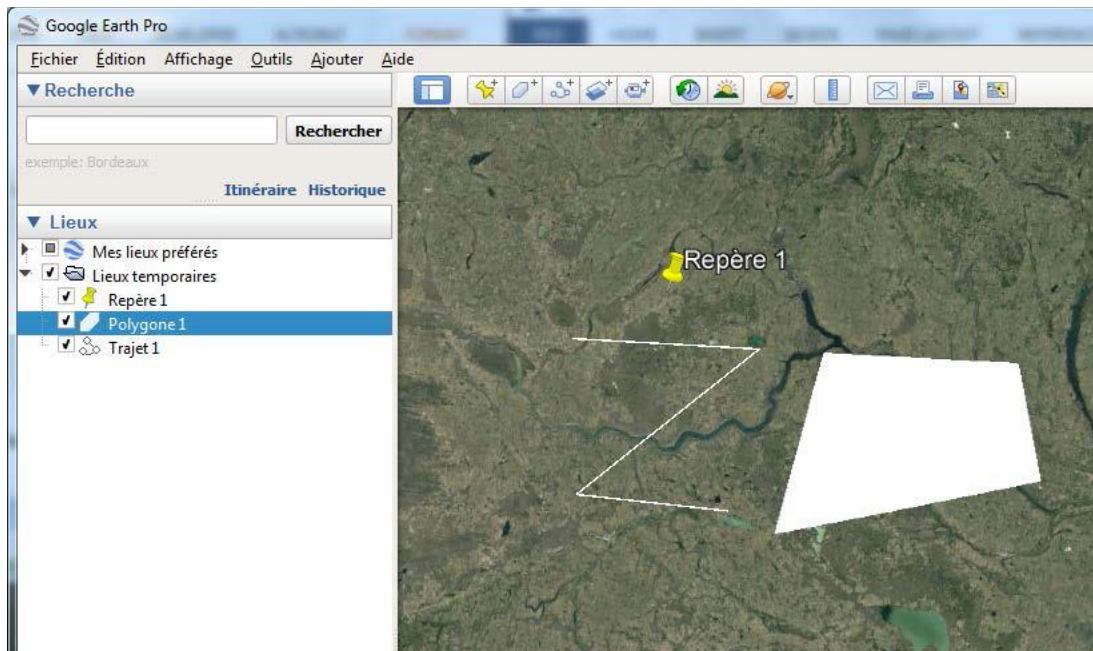 Google Earth Pro
Fichier Édition Affichage Outils Ajouter Aide
Recherche
Rechercher
exemple: Bordeaux
Itinéraire Historique
Lieux
Mes lieux préférés
Lieux temporaires
Repère 1
Polygone 1
Trajet 1
Repère 1